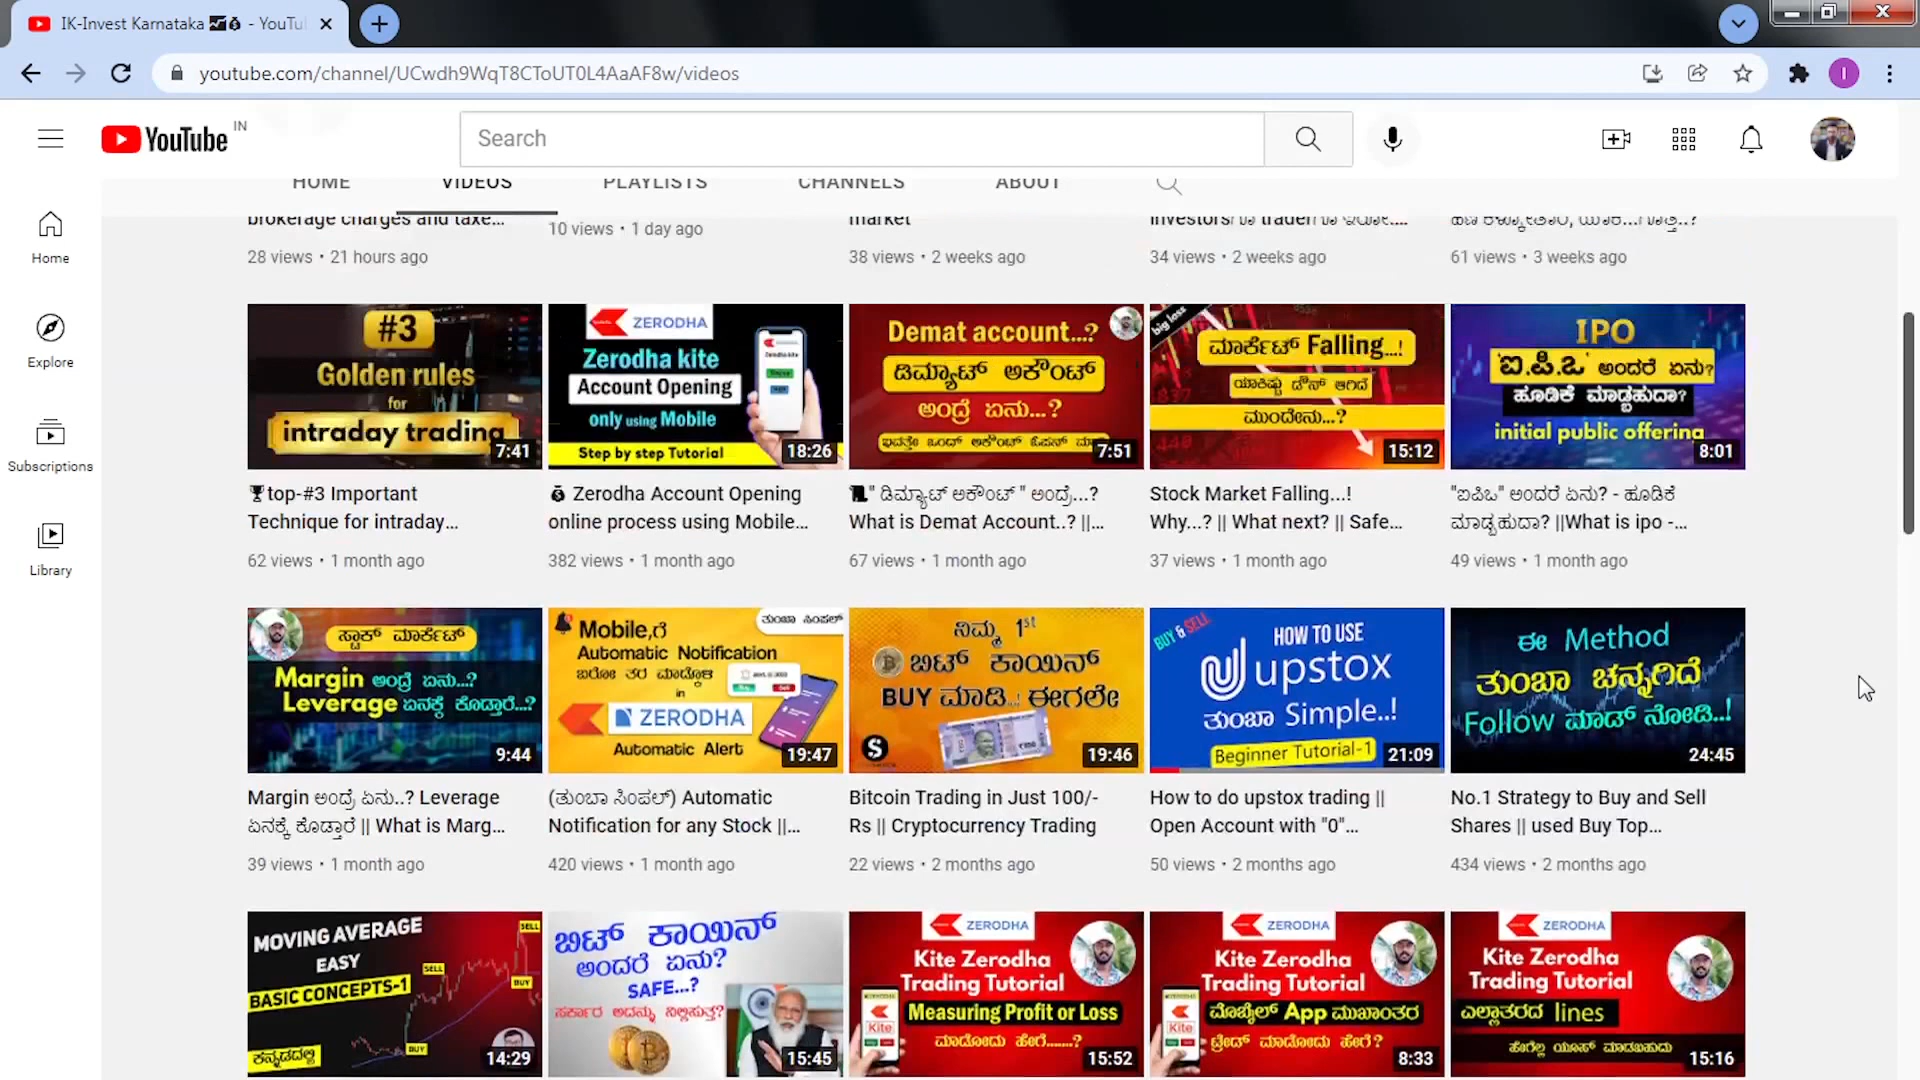 IK-Invest Karnataka - YouTu
youtube.com/channel/UCwdh9WqT8CToUT0L4AaAF8w/videos
YouTube IN
Search
HOME VIDEOS PLAYLISTS CHANNELS ABOUT
brokerage charges and taxe...
28 views • 21 hours ago
10 views • 1 day ago
market
38 views • 2 weeks ago
34 views • 2 weeks ago
61 views • 3 weeks ago
Home
Explore
Subscriptions
Library
#3
Golden rules
for
intraday trading
7:41
top-#3 Important
Technique for intraday...
62 views • 1 month ago
ZERODHA
Zerodha kite
Account Opening
only using Mobile
Step by step Tutorial
18:26
Zerodha Account Opening
online process using Mobile...
382 views • 1 month ago
Demat account...?
ಡಿಮ್ಯಾಟ್ ಅಕೌಂಟ್
ಅಂದ್ರೆ ಏನು...?
7:51
" ಡಿಮ್ಯಾಟ್ ಅಕೌಂಟ್ " ಅಂದ್ರೆ...?
What is Demat Account..? ||...
67 views • 1 month ago
big loss
ಮಾರ್ಕೆಟ್ Falling...!
ಯಾಕಿಷ್ಟು ಡೌನ್ ಆಗಿದೆ
ಮುಂದೇನು...?
15:12
Stock Market Falling...!
Why...? || What next? || Safe...
37 views • 1 month ago
IPO
'ಐ.ಪಿ.ಒ' ಅಂದರೆ ಏನು?
ಹೂಡಿಕೆ ಮಾಡ್ಬಹುದಾ?
initial public offering
8:01
"ಐಪಿಒ" ಅಂದರೆ ಏನು? - ಹೂಡಿಕೆ
ಮಾಡ್ಬಹುದಾ? ||What is ipo -...
49 views • 1 month ago
ಸ್ಟಾಕ್ ಮಾರ್ಕೆಟ್
Margin ಅಂದ್ರೆ ಏನು...?
Leverage ಏನಕ್ಕೆ ಕೊಡ್ತಾರೆ...?
9:44
Margin ಅಂದ್ರೆ ಏನು..? Leverage
ಏನಕ್ಕೆ ಕೊಡ್ತಾರೆ || What is Marg...
39 views • 1 month ago
ತುಂಬಾ ಸಿಂಪಲ್
Mobile,ಗೆ
Automatic Notification
ಬರೋ ತರ ಮಾಡ್ಕೊಳಿ
in
ZERODHA
Automatic Alert
19:47
(ತುಂಬಾ ಸಿಂಪಲ್) Automatic
Notification for any Stock ||...
420 views • 1 month ago
ನಿಮ್ಮ 1st
ಬಿಟ್ ಕಾಯಿನ್
BUY ಮಾಡಿ..! ಈಗಲೇ
19:46
Bitcoin Trading in Just 100/-
Rs || Cryptocurrency Trading
22 views • 2 months ago
BUY & SELL
HOW TO USE
upstox
ತುಂಬಾ Simple..!
Beginner Tutorial-1
21:09
How to do upstox trading ||
Open Account with "0"...
50 views • 2 months ago
ಈ Method
ತುಂಬಾ ಚನ್ನಾಗಿದೆ
Follow ಮಾಡ್ ನೋಡಿ..!
24:45
No.1 Strategy to Buy and Sell
Shares || used Buy Top...
434 views • 2 months ago
MOVING AVERAGE
EASY
BASIC CONCEPTS-1
SELL
BUY
SELL
BUY
ಕನ್ನಡದಲ್ಲಿ
14:29
ಬಿಟ್ ಕಾಯಿನ್
ಅಂದರೆ ಏನು?
SAFE...?
ಸರ್ಕಾರ ಅದನ್ನು ನಿಲ್ಲಿಸುತ್ತಾ?
15:45
ZERODHA
Kite Zerodha
Trading Tutorial
Measuring Profit or Loss
ಮಾಡೋದು ಹೇಗೆ.......?
Kite
15:52
ZERODHA
Kite Zerodha
Trading Tutorial
ಮೊಬೈಲ್ App ಮುಖಾಂತರ
ಟ್ರೇಡ್ ಮಾಡೋದು ಹೇಗೆ?
Kite
8:33
ZERODHA
Kite Zerodha
Trading Tutorial
ಎಲ್ಲಾತರದ lines
ಹೇಗೆಲ್ಲ ಯೂಸ್ ಮಾಡಬಹುದು
15:16